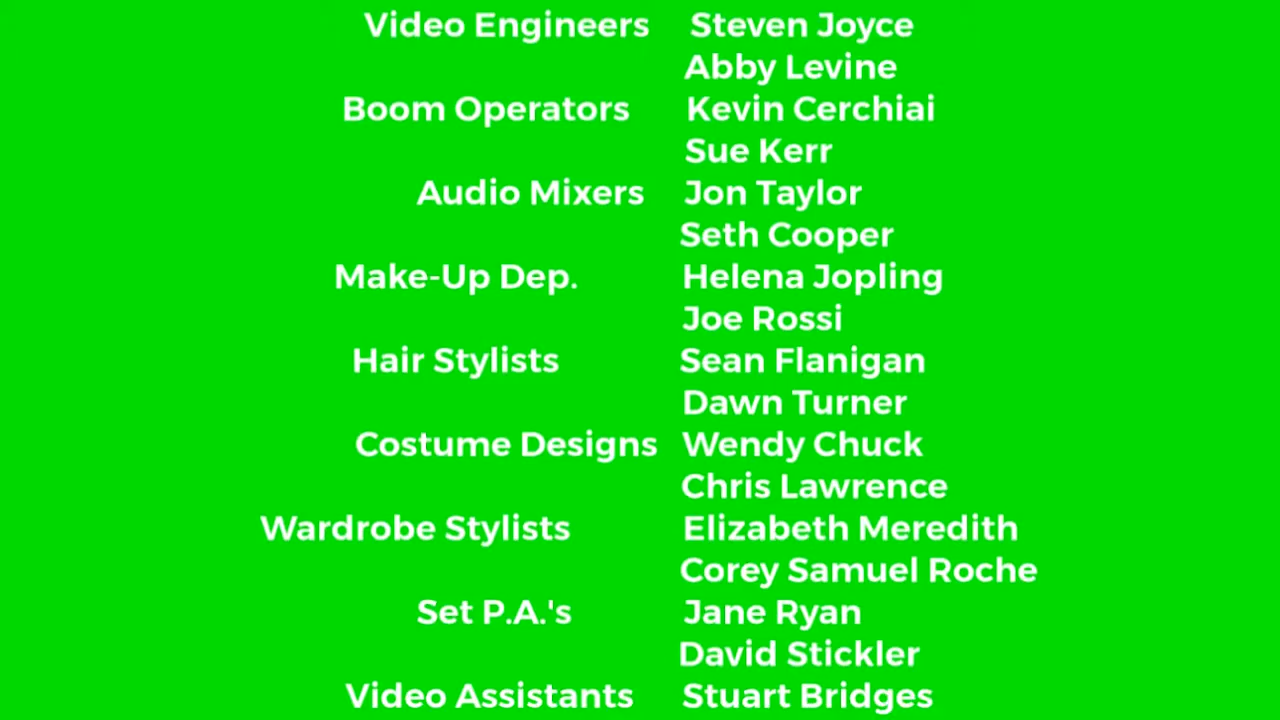 Video Engineers Steven Joyce
Abby Levine
Boom Operators Kevin Cerchiai
Sue Kerr
Audio Mixers Jon Taylor
Seth Cooper
Make-Up Dep. Helena Jopling
Joe Rossi
Hair Stylists Sean Flanigan
Dawn Turner
Costume Designs Wendy Chuck
Chris Lawrence
Wardrobe Stylists Elizabeth Meredith
Corey Samuel Roche
Set P.A.'s Jane Ryan
David Stickler
Video Assistants Stuart Bridges